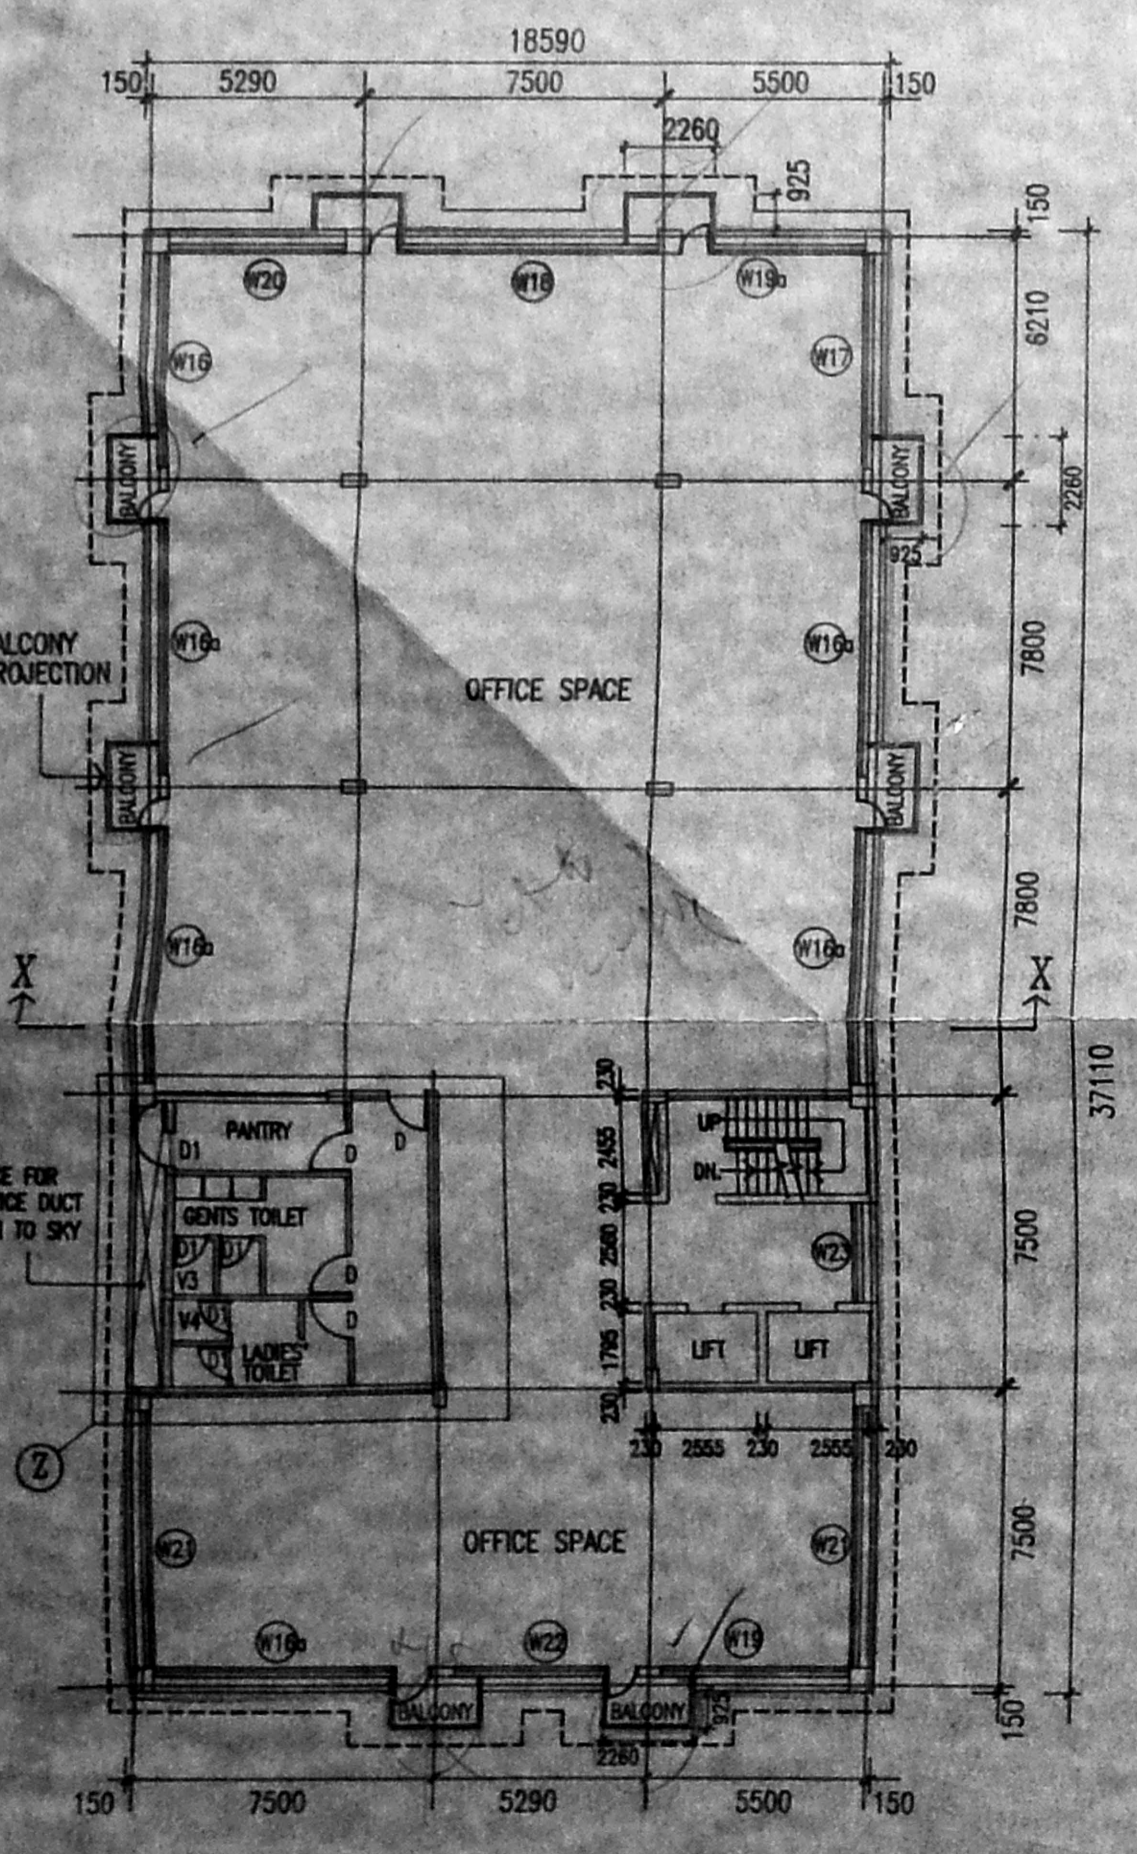 18590
150 5290 7500 5500 150
2260
925
150
W20 W18 W19a
6210
W16 W17
BALCONY BALCONY
2260
925
W16a W16a
7800
ALCONY
ROJECTION
OFFICE SPACE
BALCONY BALCONY
7800
W16a W16a
X X
37110
230
PANTRY
D1 D D
UP
2455
DN.
CE FOR
ICE DUCT
N TO SKY
GENTS TOILET
230
7500
D1 D1
V3
D
2580
W23
230
V4 D1 D
LADIES'
TOILET
D
1795
LIFT LIFT
230
230 2555 230 2555 230
Z
OFFICE SPACE
W21 W21
7500
W16a W22 W19
BALCONY BALCONY
925
150
2260
150 7500 5290 5500 150